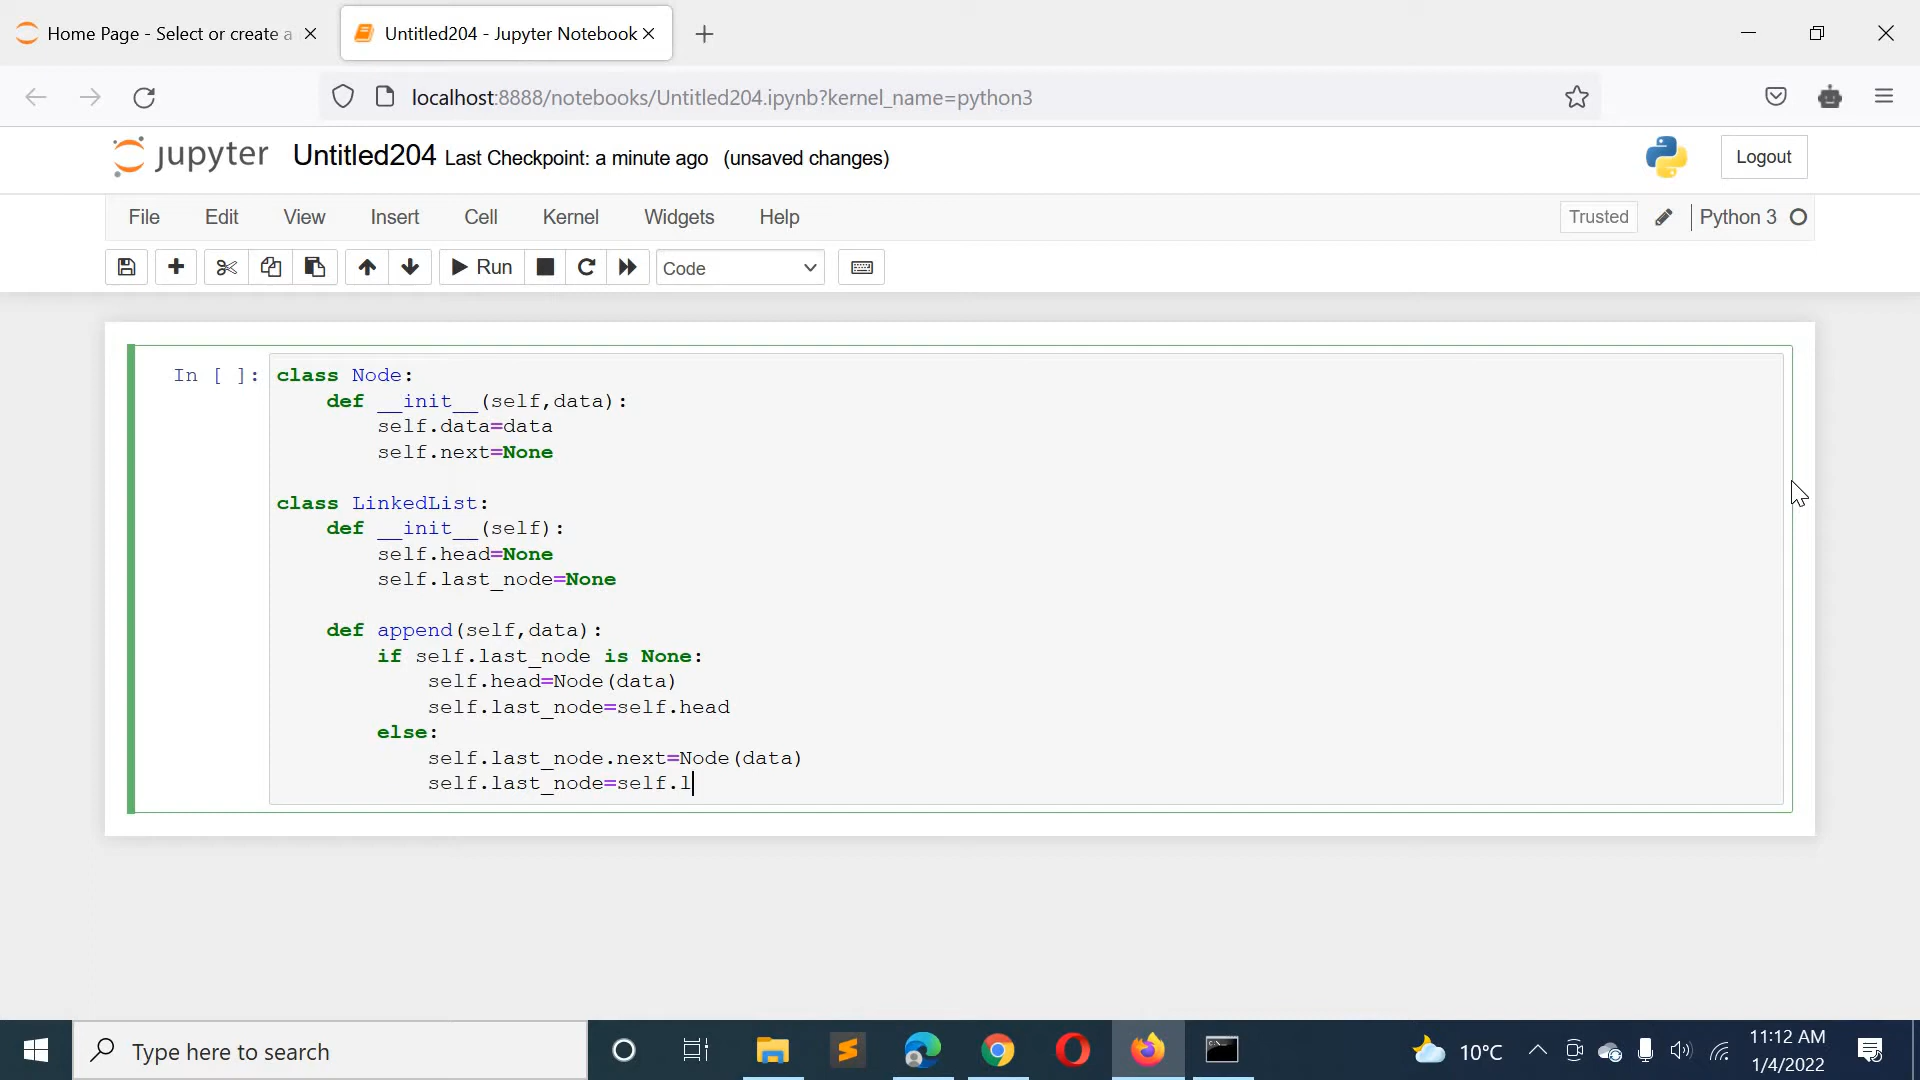 Home Page - Select or create a
Untitled204 - Jupyter Notebook
localhost:8888/notebooks/Untitled204.ipynb?kernel_name=python3
jupyter Untitled204 Last Checkpoint: a minute ago (unsaved changes)
Logout
File Edit View Insert Cell Kernel Widgets Help
Trusted Python 3
Run Code
In [ ]:
class Node:
    def __init__(self,data):
        self.data=data
        self.next=None
class LinkedList:
    def __init__(self):
        self.head=None
        self.last_node=None
    def append(self,data):
        if self.last_node is None:
            self.head=Node(data)
            self.last_node=self.head
        else:
            self.last_node.next=Node(data)
            self.last_node=self.l
Type here to search
10°C
11:12 AM
1/4/2022